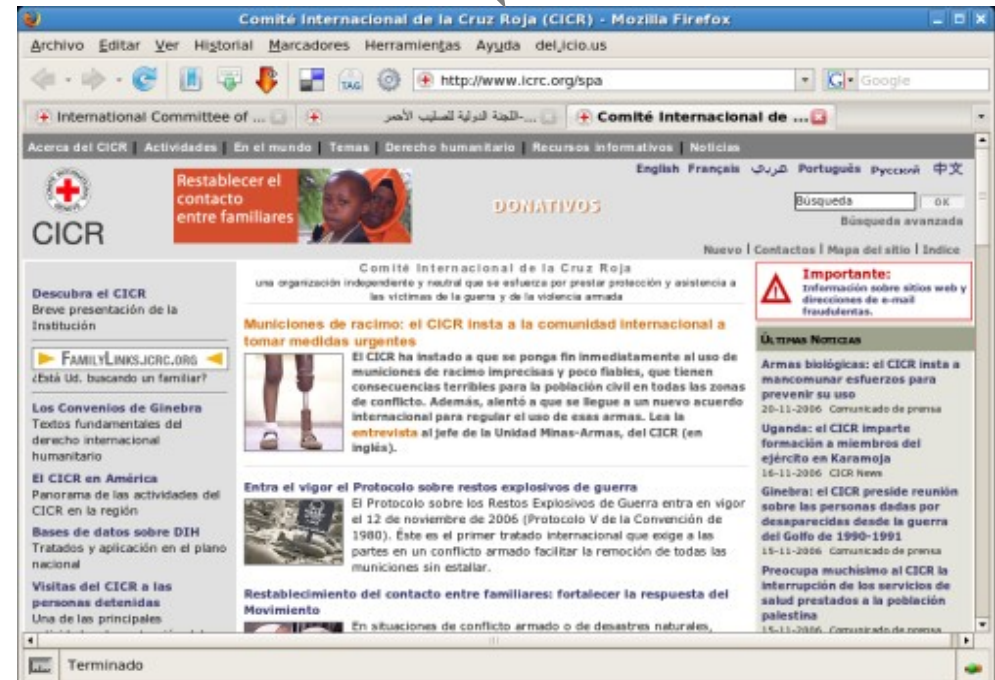 Comité Internacional de la Cruz Roja (CICR) - Mozilla Firefox
Archivo Editar Ver Historial Marcadores Herramientas Ayuda del.icio.us
TAG http://www.icrc.org/spa G Google
International Committee of ... ...-اللجنة الدولية للصليب الأحمر Comité Internacional de ...
Acerca del CICR | Actividades | En el mundo | Temas | Derecho humanitario | Recursos informativos | Noticias
English Français عربي Português Русский 中文
Restablecer el
contacto
entre familiares
DONATIVOS
Búsqueda OK
Búsqueda avanzada
CICR
Nuevo | Contactos | Mapa del sitio | Indice
Descubra el CICR
Breve presentación de la
Institución
FAMILYLINKS.ICRC.ORG
¿Está Ud. buscando un familiar?
Los Convenios de Ginebra
Textos fundamentales del
derecho internacional
humanitario
El CICR en América
Panorama de las actividades del
CICR en la región
Bases de datos sobre DIH
Tratados y aplicación en el plano
nacional
Visitas del CICR a las
personas detenidas
Una de las principales
Comité Internacional de la Cruz Roja
una organización independiente y neutral que se esfuerza por prestar protección y asistencia a
las víctimas de la guerra y de la violencia armada
Municiones de racimo: el CICR insta a la comunidad internacional a
tomar medidas urgentes
El CICR ha instado a que se ponga fin inmediatamente al uso de
municiones de racimo imprecisas y poco fiables, que tienen
consecuencias terribles para la población civil en todas las zonas
de conflicto. Además, alentó a que se llegue a un nuevo acuerdo
internacional para regular el uso de esas armas. Lea la
entrevista al jefe de la Unidad Minas-Armas, del CICR (en
inglés).
Entra el vigor el Protocolo sobre restos explosivos de guerra
El Protocolo sobre los Restos Explosivos de Guerra entra en vigor
el 12 de noviembre de 2006 (Protocolo V de la Convención de
1980). Éste es el primer tratado internacional que exige a las
partes en un conflicto armado facilitar la remoción de todas las
municiones sin estallar.
Restablecimiento del contacto entre familiares: fortalecer la respuesta del
Movimiento
En situaciones de conflicto armado o de desastres naturales,
Importante:
Información sobre sitios web y
direcciones de e-mail
fraudulentas.
ÚLTIMAS NOTICIAS
Armas biológicas: el CICR insta a
mancomunar esfuerzos para
prevenir su uso
20-11-2006 Comunicado de prensa
Uganda: el CICR imparte
formación a miembros del
ejército en Karamoja
16-11-2006 CICR News
Ginebra: el CICR preside reunión
sobre las personas dadas por
desaparecidas desde la guerra
del Golfo de 1990-1991
15-11-2006 Comunicado de prensa
Preocupa muchísimo al CICR la
interrupción de los servicios de
salud prestados a la población
palestina
15-11-2006 Comunicado de prensa
Terminado